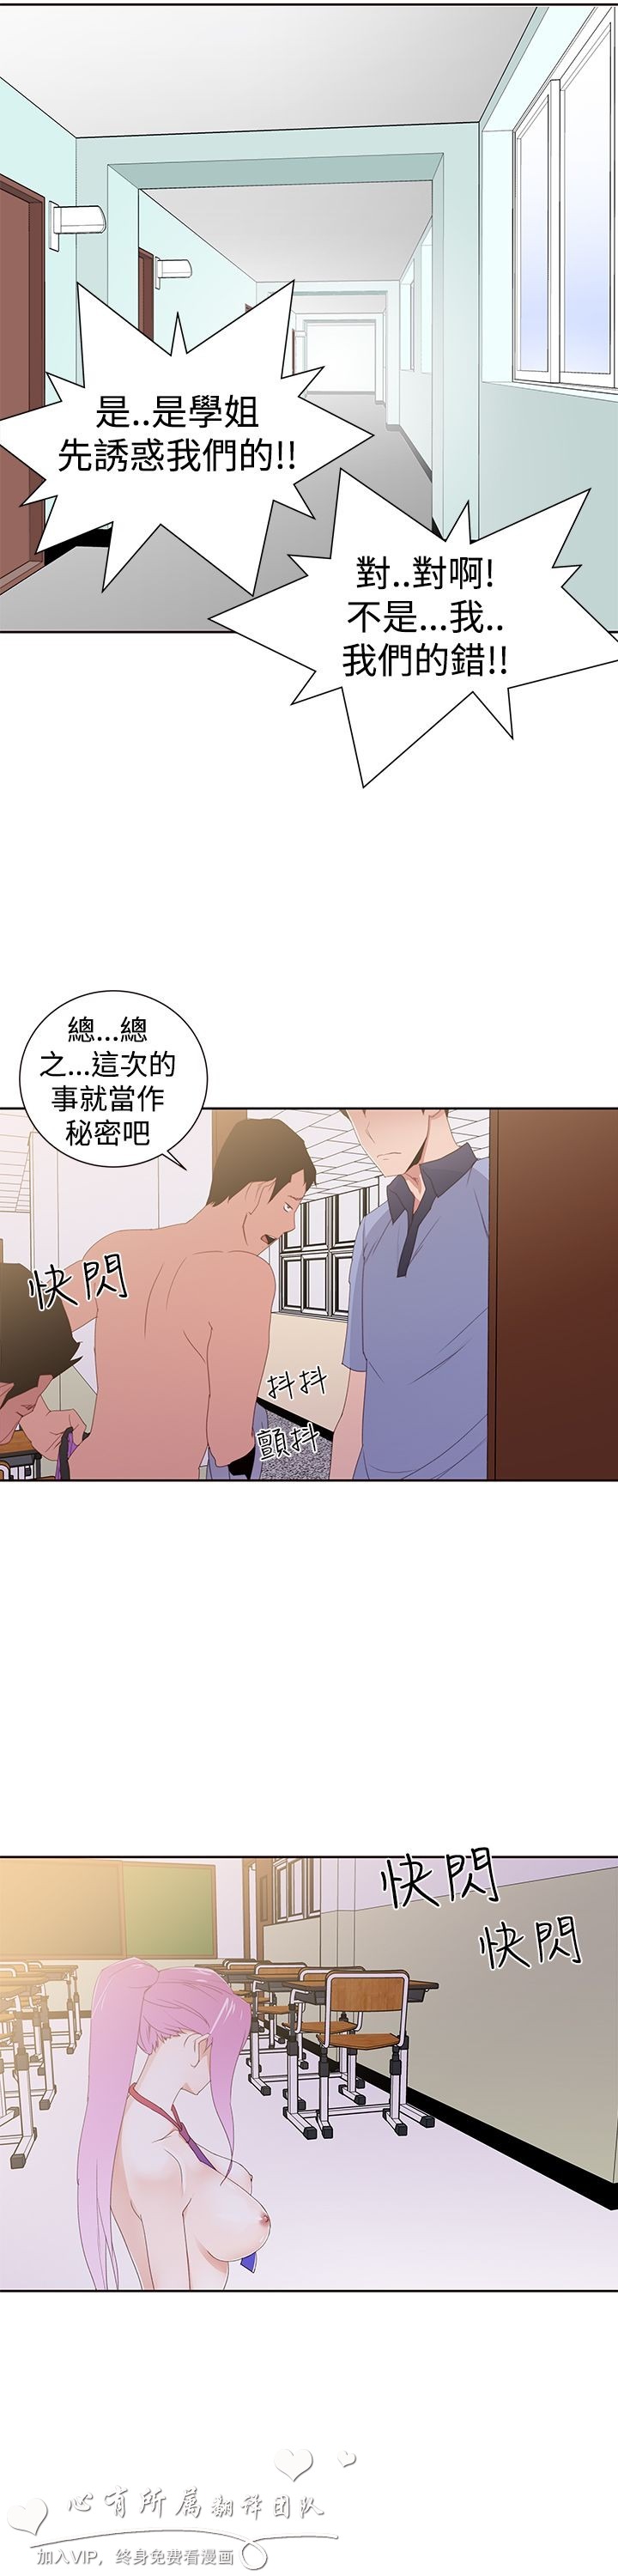 是..是學姐
先誘惑我們的!!
對..對啊!
不是...我..
我們的錯!!
總...總
之...這次的
事就當作
秘密吧
快閃
抖抖
顫抖
快閃
快閃
心有所属翻译团队
加入VIP，终身免费看漫画